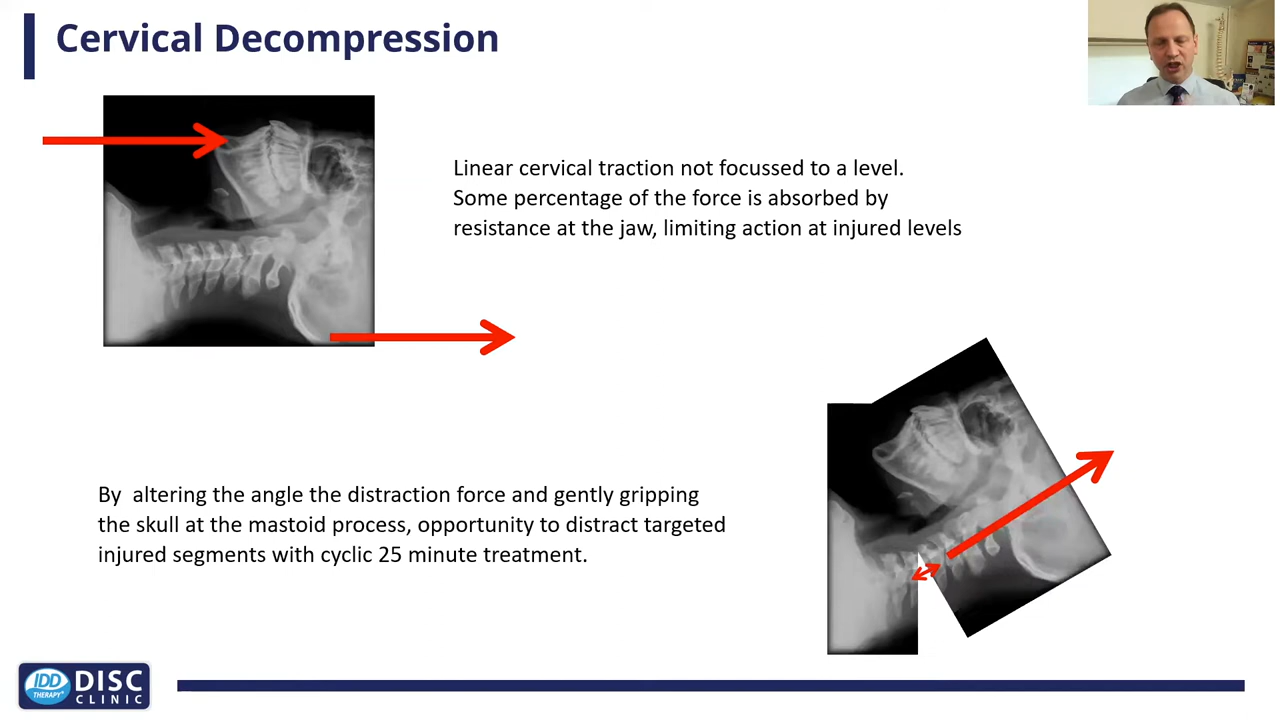 Cervical Decompression
Linear cervical traction not focussed to a level.
Some percentage of the force is absorbed by
resistance at the jaw, limiting action at injured levels
By  altering the angle the distraction force and gently gripping
the skull at the mastoid process, opportunity to distract targeted
injured segments with cyclic 25 minute treatment.
IDD
THERAPY®
DISC
CLINIC